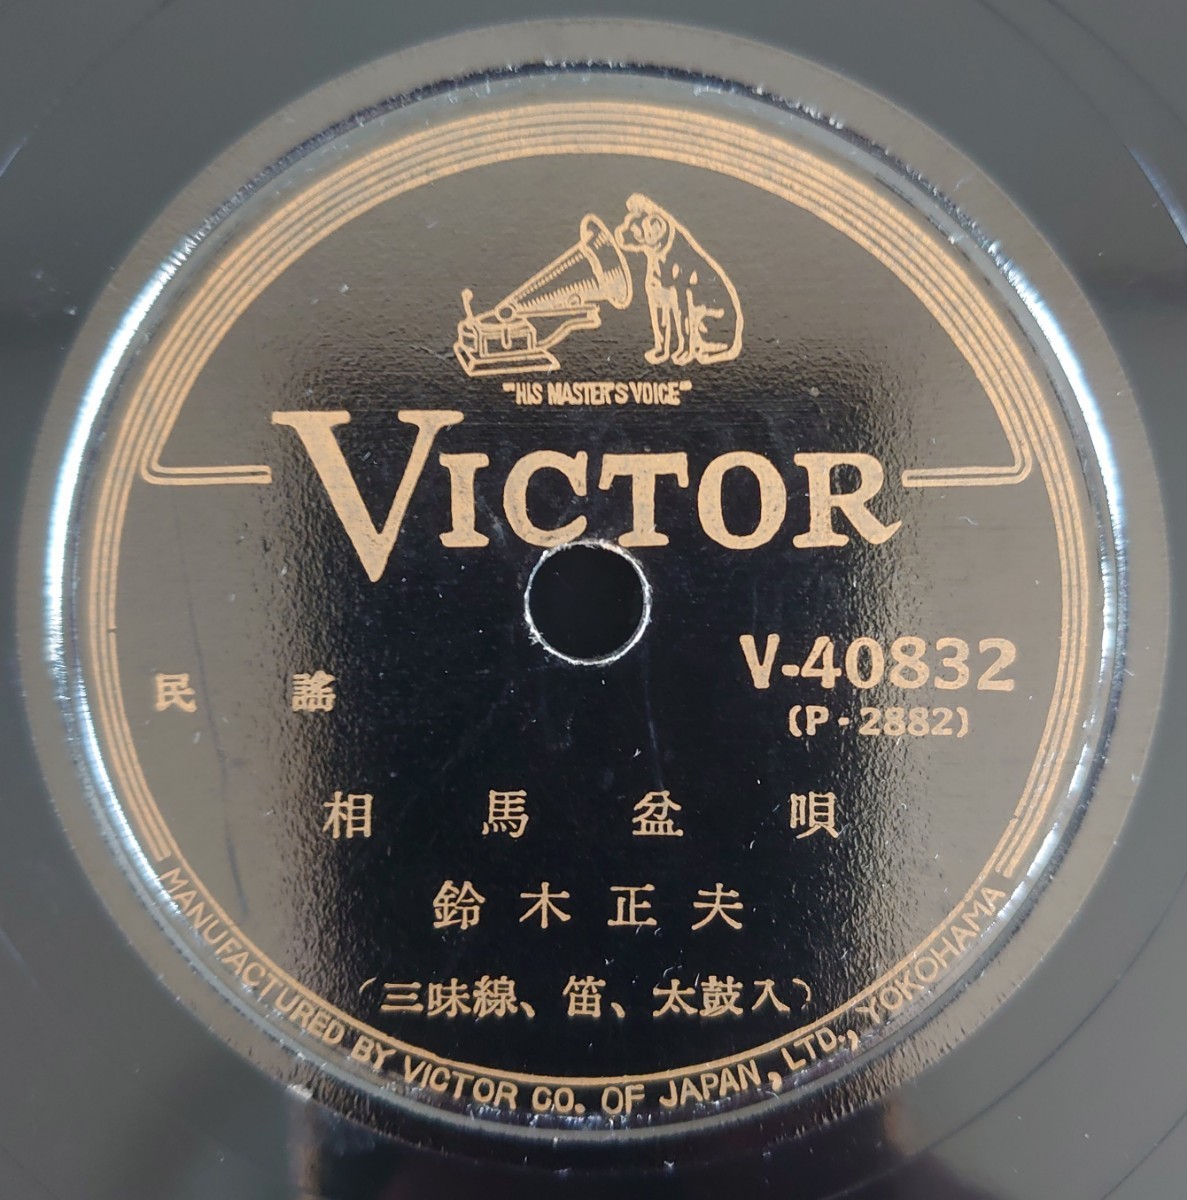 "HIS MASTER'S VOICE"
VICTOR
V-40832
(P-2882)
民謠
相馬盆唄
鈴木正夫
(三味線、笛、太鼓入)
MANUFACTURED BY VICTOR CO. OF JAPAN, LTD., YOKOHAMA